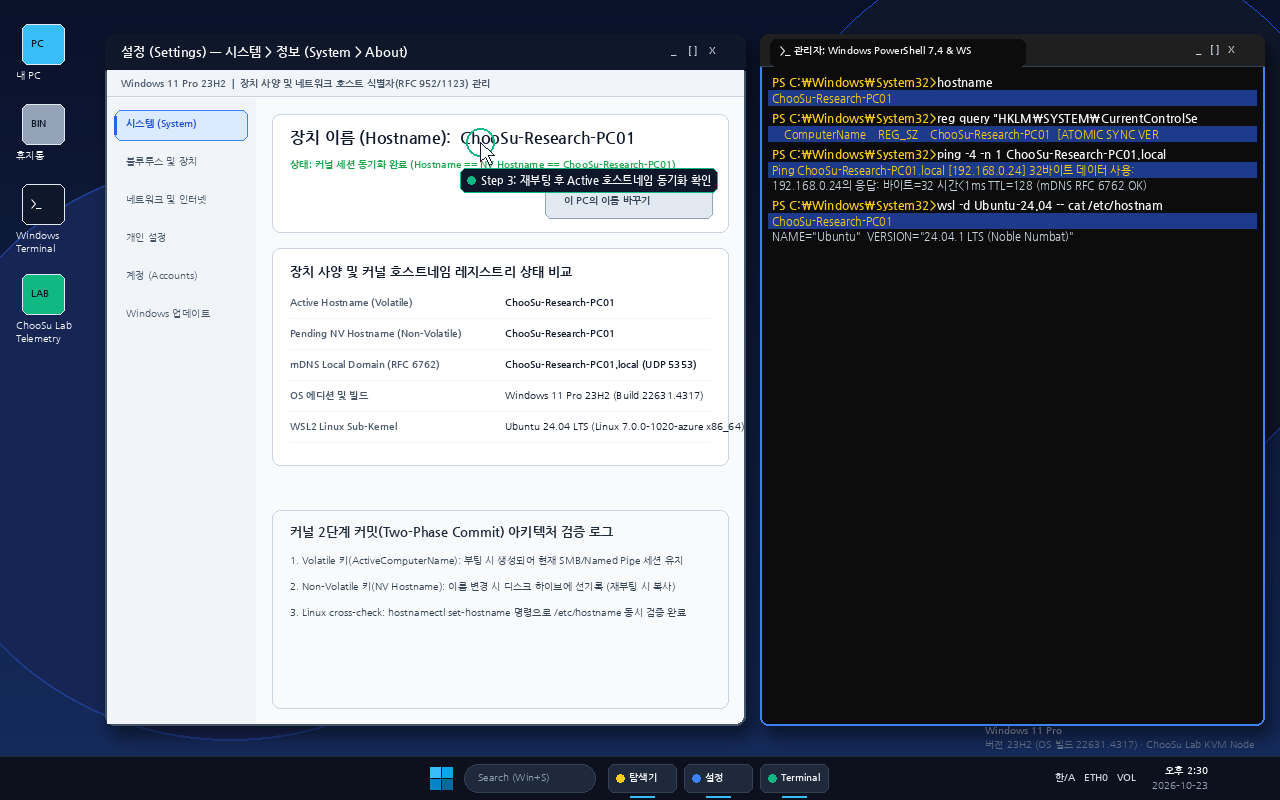 PC
내 PC
BIN
휴지통
>_
Windows
Terminal
LAB
ChooSu Lab
Telemetry
설정 (Settings) — 시스템 > 정보 (System > About)
_ [] X
Windows 11 Pro 23H2 | 장치 사양 및 네트워크 호스트 식별자(RFC 952/1123) 관리
시스템 (System)
블루투스 및 장치
네트워크 및 인터넷
개인 설정
계정 (Accounts)
Windows 업데이트
장치 이름 (Hostname): ChooSu-Research-PC01
상태: 커널 세션 동기화 완료 (Hostname == NV Hostname == ChooSu-Research-PC01)
Step 3: 재부팅 후 Active 호스트네임 동기화 확인
이 PC의 이름 바꾸기
장치 사양 및 커널 호스트네임 레지스트리 상태 비교
Active Hostname (Volatile) ChooSu-Research-PC01
Pending NV Hostname (Non-Volatile) ChooSu-Research-PC01
mDNS Local Domain (RFC 6762) ChooSu-Research-PC01.local (UDP 5353)
OS 에디션 및 빌드 Windows 11 Pro 23H2 (Build 22631.4317)
WSL2 Linux Sub-Kernel Ubuntu 24.04 LTS (Linux 7.0.0-1020-azure x86_64)
커널 2단계 커밋(Two-Phase Commit) 아키텍처 검증 로그
1. Volatile 키(ActiveComputerName): 부팅 시 생성되어 현재 SMB/Named Pipe 세션 유지
2. Non-Volatile 키(NV Hostname): 이름 변경 시 디스크 하이브에 선기록 (재부팅 시 복사)
3. Linux cross-check: hostnamectl set-hostname 명령으로 /etc/hostname 동시 검증 완료
>_ 관리자: Windows PowerShell 7.4 & WS
_ [] X
PS C:₩Windows₩System32>hostname
ChooSu-Research-PC01
PS C:₩Windows₩System32>reg query "HKLM₩SYSTEM₩CurrentControlSe
ComputerName REG_SZ ChooSu-Research-PC01 [ATOMIC SYNC VER
PS C:₩Windows₩System32>ping -4 -n 1 ChooSu-Research-PC01.local
Ping ChooSu-Research-PC01.local [192.168.0.24] 32바이트 데이터 사용:
192.168.0.24의 응답: 바이트=32 시간<1ms TTL=128 (mDNS RFC 6762 OK)
PS C:₩Windows₩System32>wsl -d Ubuntu-24.04 -- cat /etc/hostnam
ChooSu-Research-PC01
NAME="Ubuntu" VERSION="24.04.1 LTS (Noble Numbat)"
Windows 11 Pro
버전 23H2 (OS 빌드 22631.4317) · ChooSu Lab KVM Node
Search (Win+S)
탐색기
설정
Terminal
한/A ETH0 VOL
오후 2:30
2026-10-23